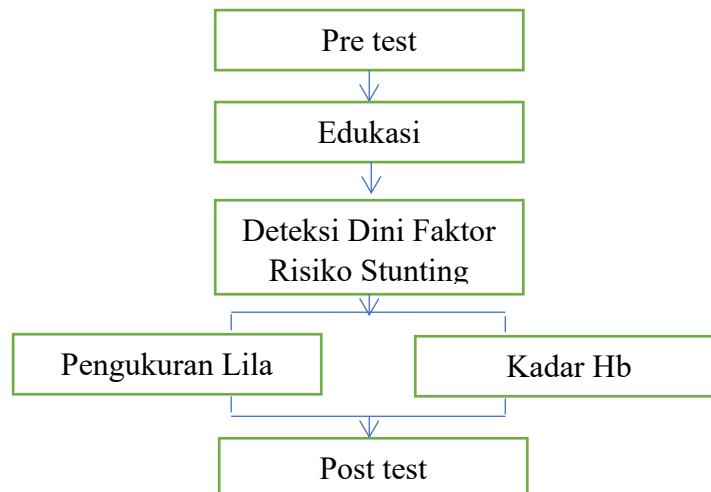 Pre test
Edukasi
Deteksi Dini Faktor
Risiko Stunting
Pengukuran Lila
Kadar Hb
Post test